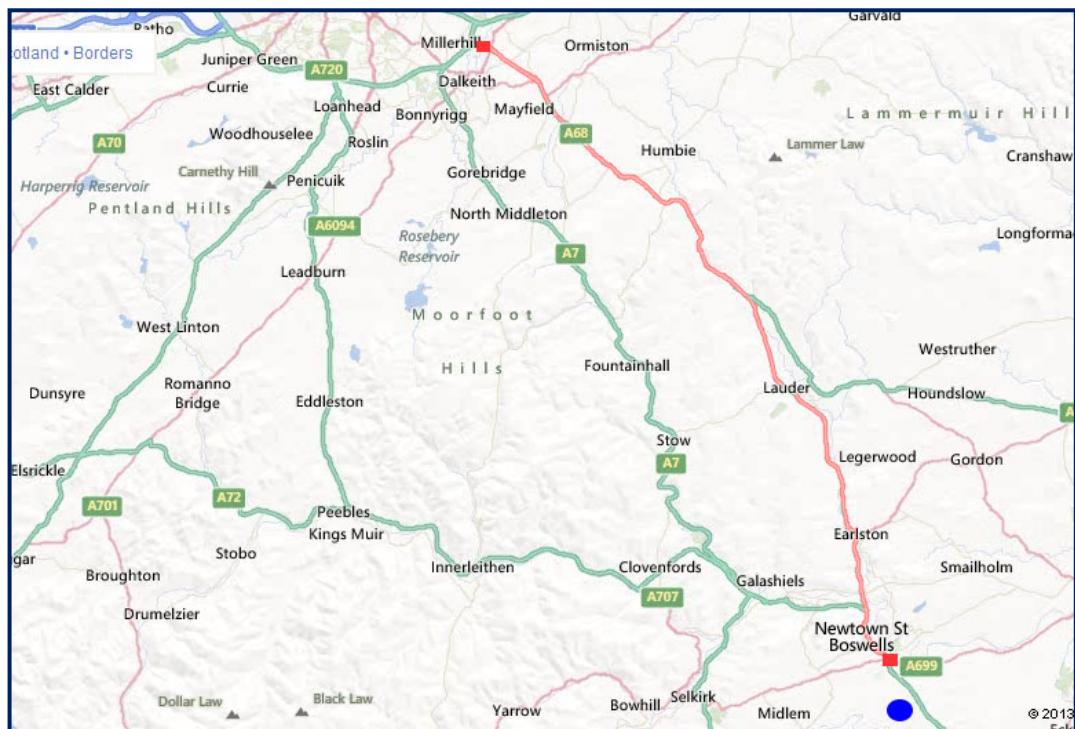 Ratho
Garvald
Millerhill
Ormiston
otland • Borders
Juniper Green
A720
Dalkeith
East Calder
Currie
Loanhead
Mayfield
Lammermuir Hill
Bonnyrigg
Woodhouselee
A68
A70
Roslin
Humbie
Lammer Law
Cranshaw
Carnethy Hill
Gorebridge
Harperrig Reservoir
Penicuik
Pentland Hills
North Middleton
A6094
Rosebery
Reservoir
Longforma
A7
Leadburn
Moorfoot
Hills
West Linton
Westruther
Fountainhall
Romanno
Bridge
Dunsyre
Lauder
Houndslow
Eddleston
A
Stow
Legerwood
Gordon
Elsrickle
A7
A72
A701
Peebles
Kings Muir
Earlston
Stobo
gar
Innerleithen
Clovenfords
Smailholm
Broughton
Galashiels
A707
Drumelzier
Newtown St
Boswells
A699
Dollar Law
Black Law
Selkirk
Bowhill
Yarrow
Midlem
© 2013